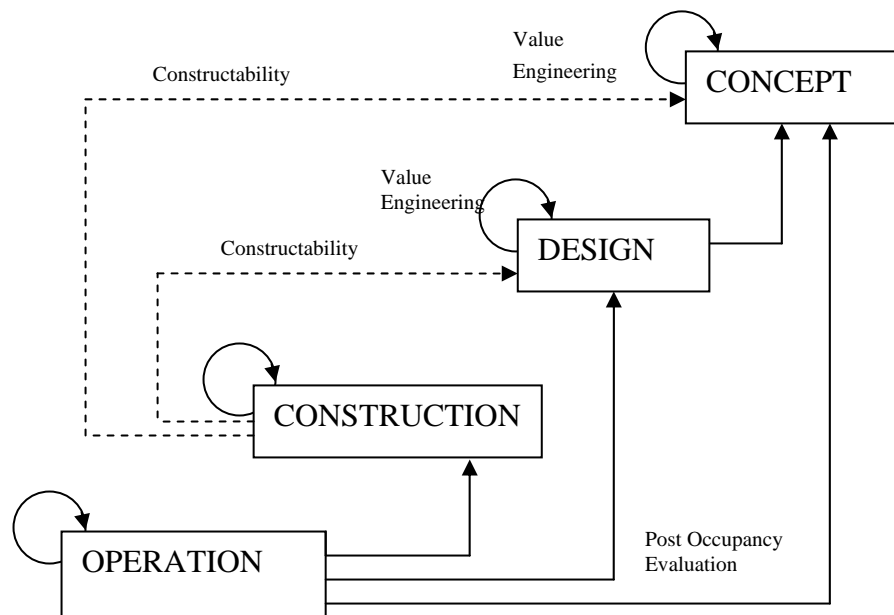 Value
Engineering
Constructability
CONCEPT
Value
Engineering
Constructability
DESIGN
CONSTRUCTION
Post Occupancy
Evaluation
OPERATION